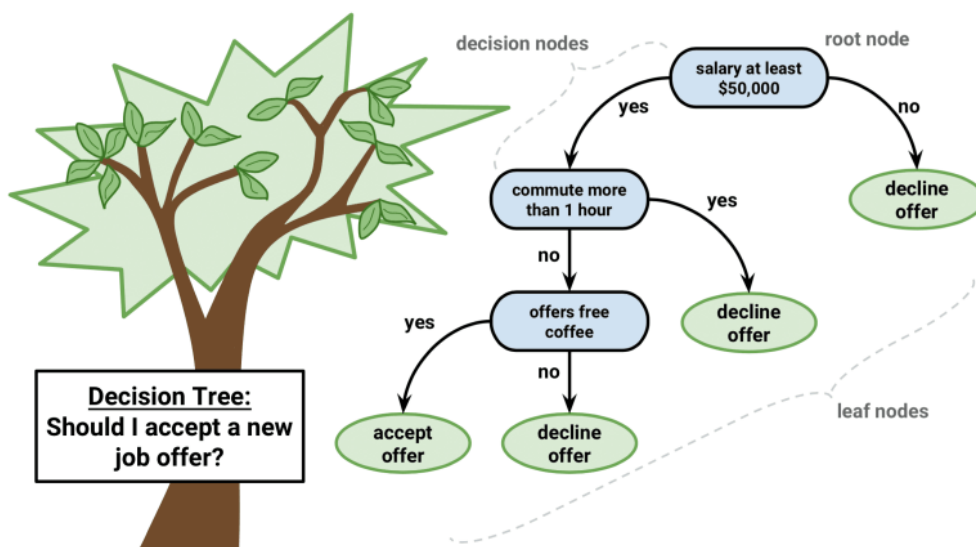 decision nodes
root node
salary at least
$50,000
yes
no
commute more
than 1 hour
yes
decline
offer
no
offers free
coffee
decline
offer
yes
no
Decision Tree:
Should I accept a new
job offer?
accept
offer
decline
offer
leaf nodes